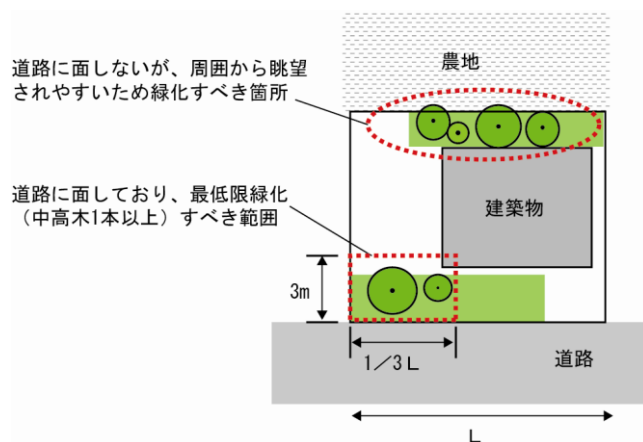 農地
道路に面しないが、周囲から眺望
されやすいため緑化すべき箇所
道路に面しており、最低限緑化
（中高木1本以上）すべき範囲
建築物
3m
1／3 L
道路
L